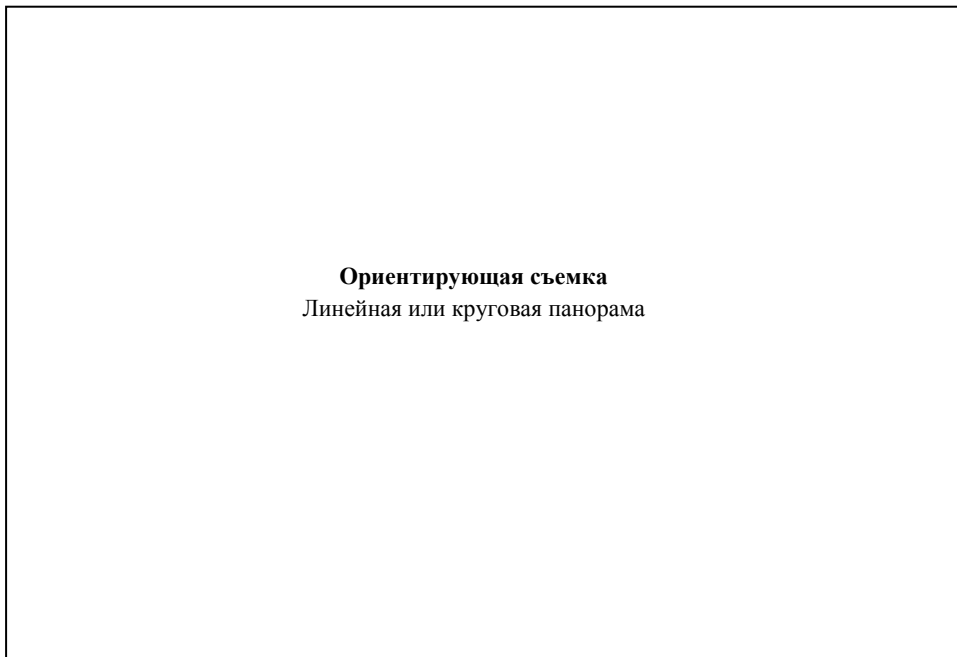 Ориентирующая съемка
Линейная или круговая панорама